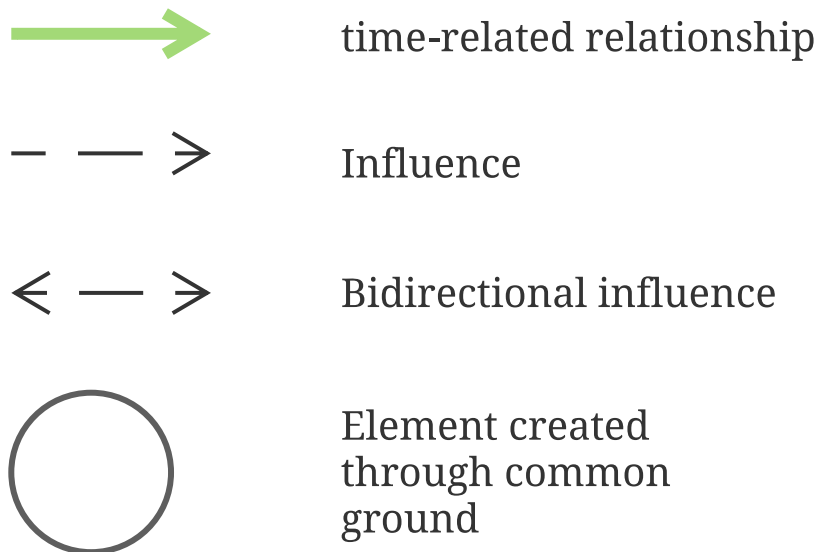 time-related relationship
Influence
Bidirectional influence
Element created
through common
ground